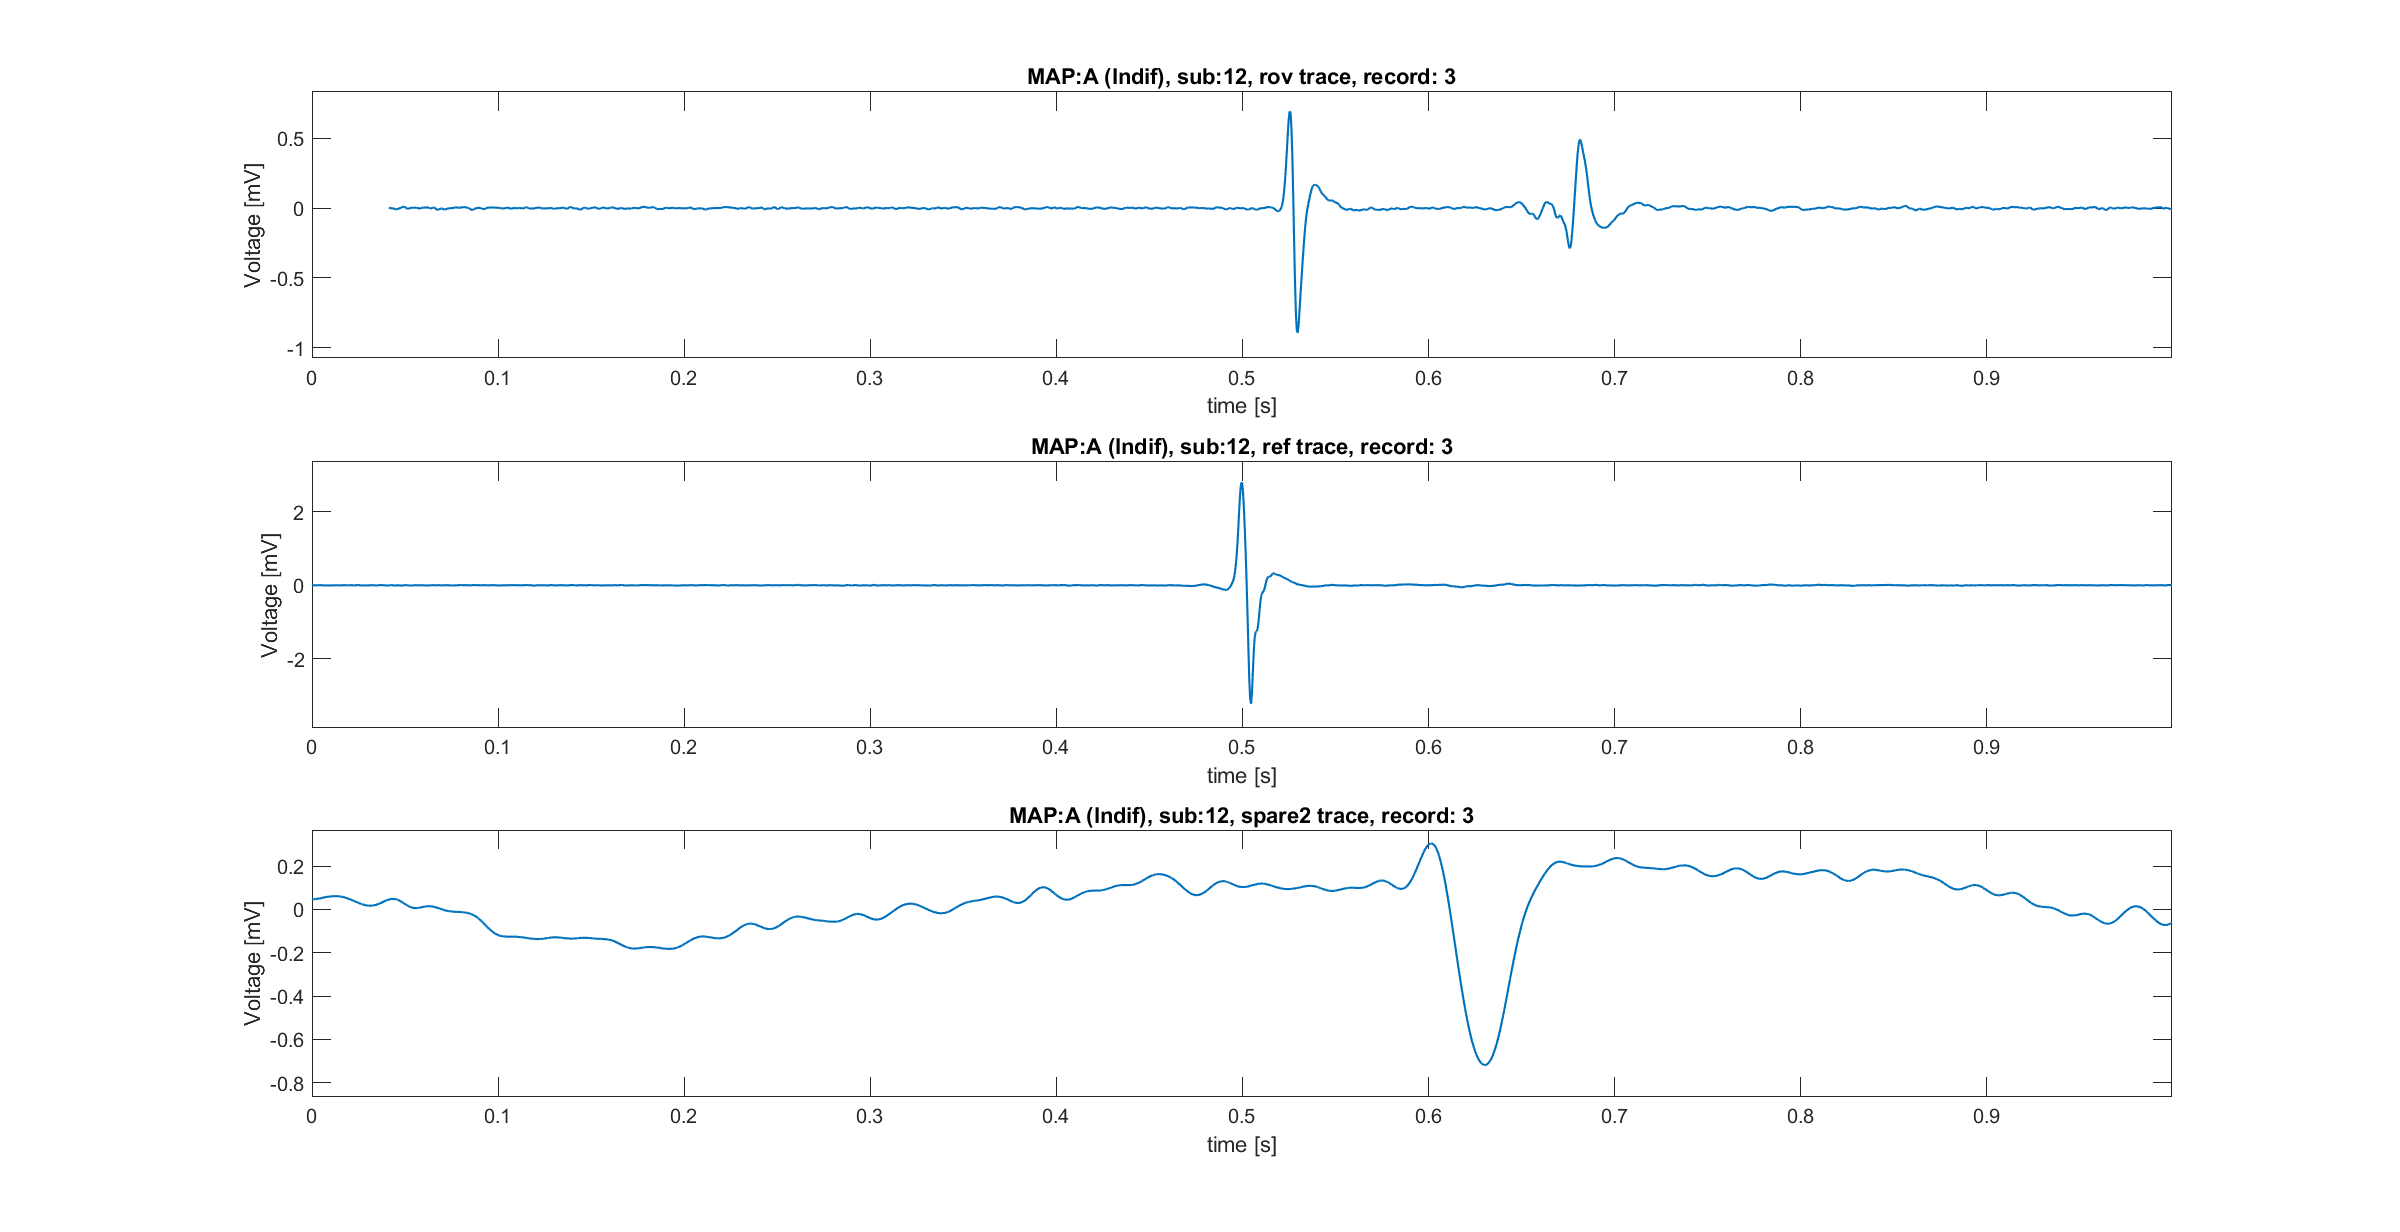 MAP:A (Indif), sub:12, rov trace, record: 3
Voltage [mV]
0.5
0
-0.5
-1
0 0.1 0.2 0.3 0.4 0.5 0.6 0.7 0.8 0.9
time [s]
MAP:A (Indif), sub:12, ref trace, record: 3
Voltage [mV]
2
0
-2
0 0.1 0.2 0.3 0.4 0.5 0.6 0.7 0.8 0.9
time [s]
MAP:A (Indif), sub:12, spare2 trace, record: 3
Voltage [mV]
0.2
0
-0.2
-0.4
-0.6
-0.8
0 0.1 0.2 0.3 0.4 0.5 0.6 0.7 0.8 0.9
time [s]